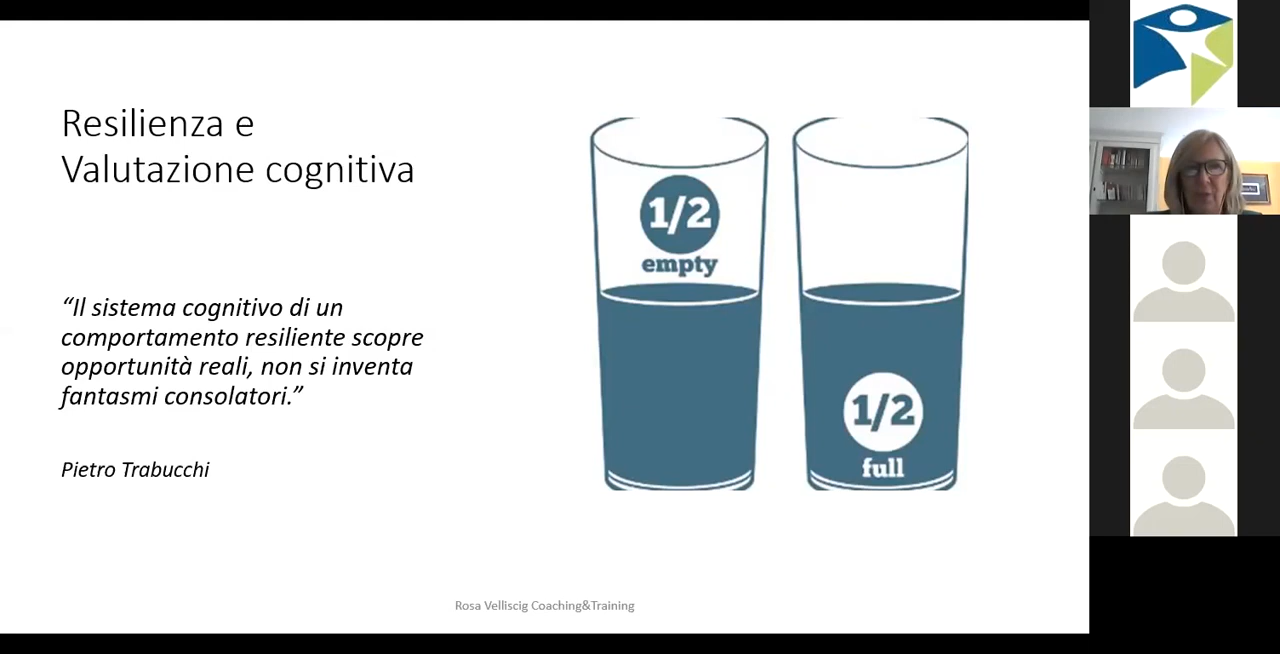 Resilienza e
Valutazione cognitiva
“Il sistema cognitivo di un
comportamento resiliente scopre
opportunità reali, non si inventa
fantasmi consolatori.”
Pietro Trabucchi
1/2
empty
1/2
full
Rosa Velliscig Coaching&Training